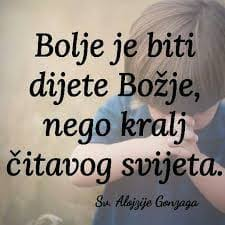 Bolje je biti
dijete Božje,
nego kralj
čitavog svijeta.
Sv. Alojzije Gonzaga